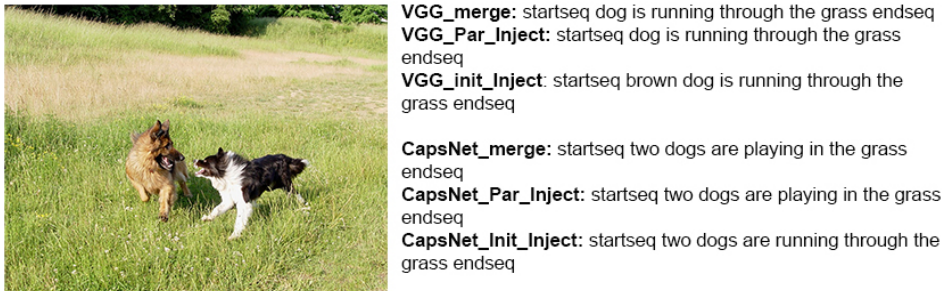 VGG_merge: startseq dog is running through the grass endseq
VGG_Par_Inject: startseq dog is running through the grass
endseq
VGG_init_Inject: startseq brown dog is running through the
grass endseq
CapsNet_merge: startseq two dogs are playing in the grass
endseq
CapsNet_Par_Inject: startseq two dogs are playing in the grass
endseq
CapsNet_Init_Inject: startseq two dogs are running through the
grass endseq